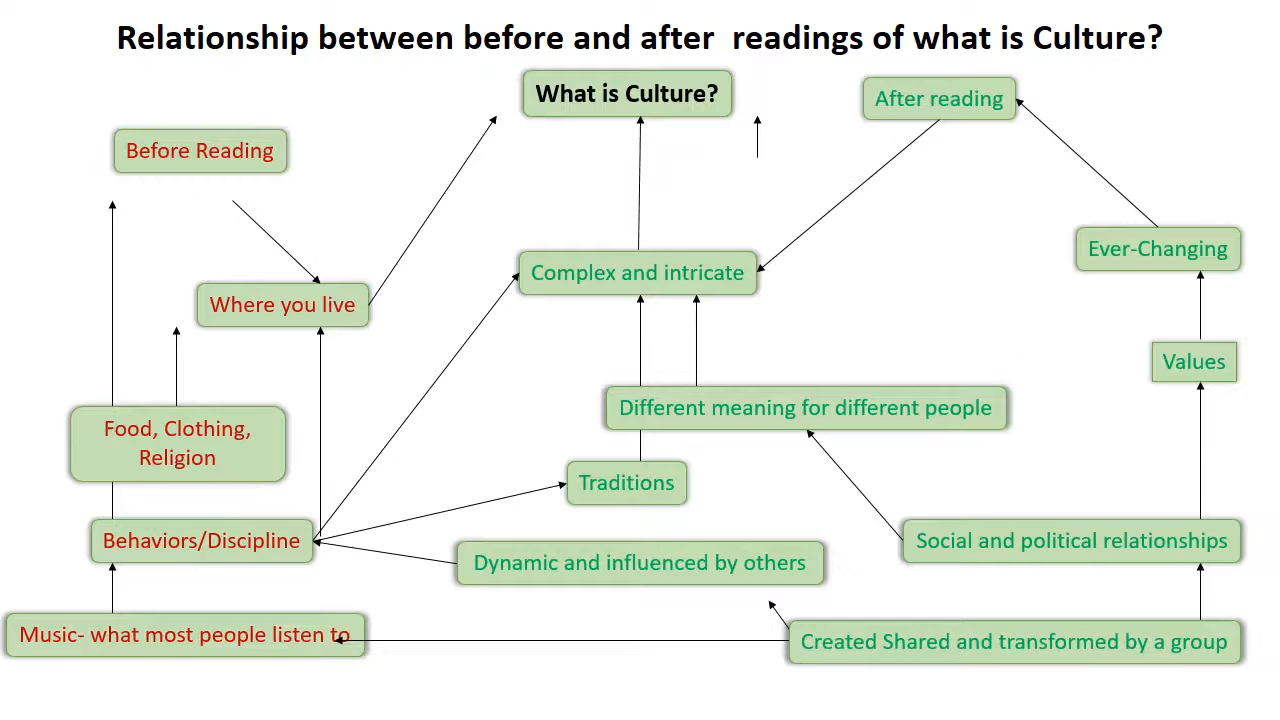 Relationship between before and after readings of what is Culture?
What is Culture?
After reading
Before Reading
Ever-Changing
Complex and intricate
Where you live
Values
Different meaning for different people
Food, Clothing,
Religion
Traditions
Behaviors/Discipline
Social and political relationships
Dynamic and influenced by others
Music- what most people listen to
Created Shared and transformed by a group